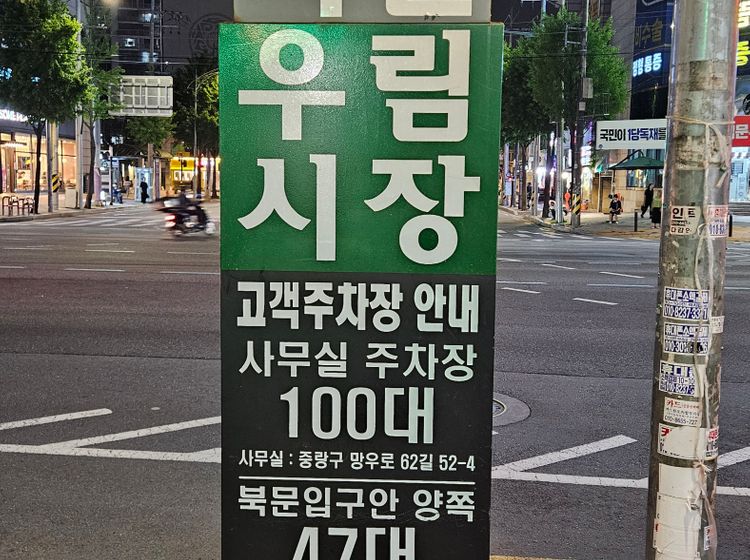 우림
시장
고객주차장 안내
사무실 주차장
100대
사무실 : 중랑구 망우로 62길 52-4
북문입구안 양쪽
47대
국민이 1당독재를